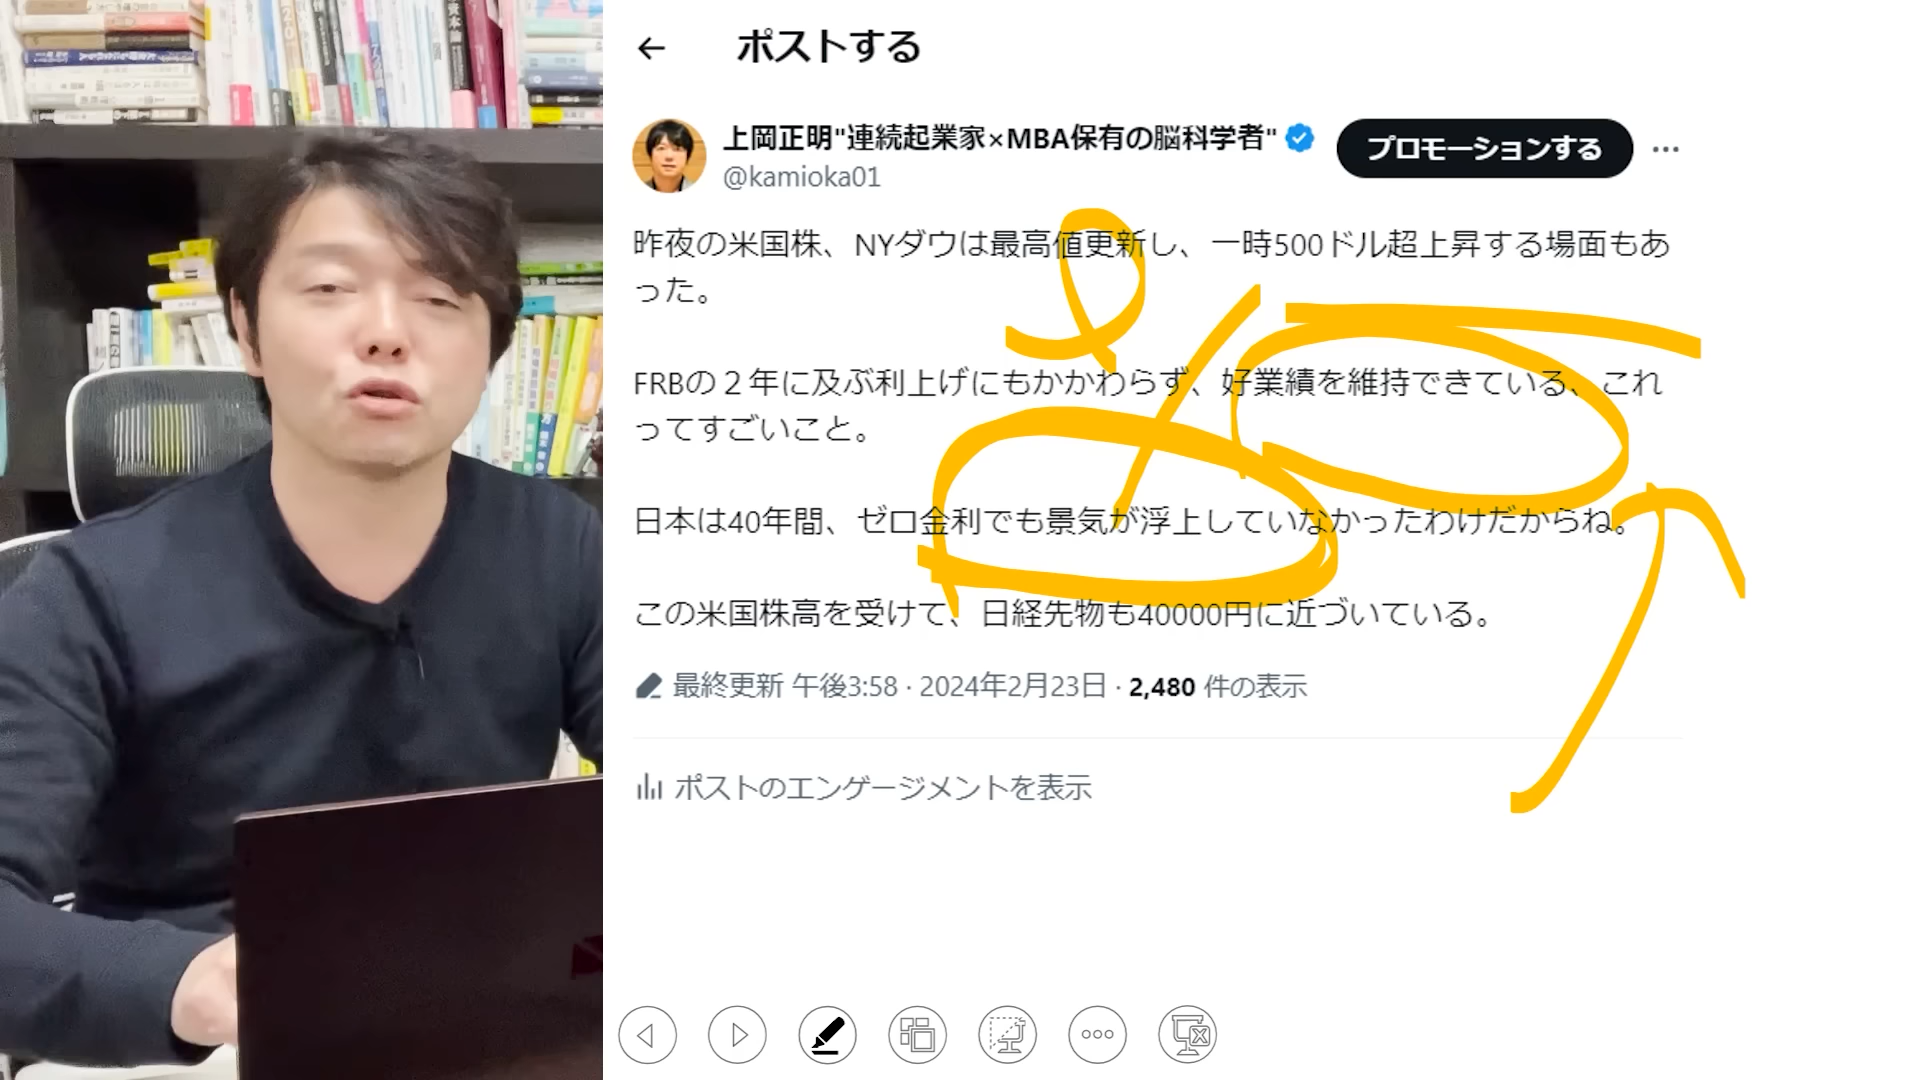 ポストする
上岡正明"連続起業家×MBA保有の脳科学者"
プロモーションする
@kamioka01
昨夜の米国株、NYダウは最高値更新し、一時500ドル超上昇する場面もあ
った。
FRBの２年に及ぶ利上げにもかかわらず、好業績を維持できている、これ
ってすごいこと。
日本は40年間、ゼロ金利でも景気が浮上していなかったわけだからね。
この米国株高を受けて、日経先物も40000円に近づいている。
最終更新 午後3:58 · 2024年2月23日 · 2,480 件の表示
ポストのエンゲージメントを表示